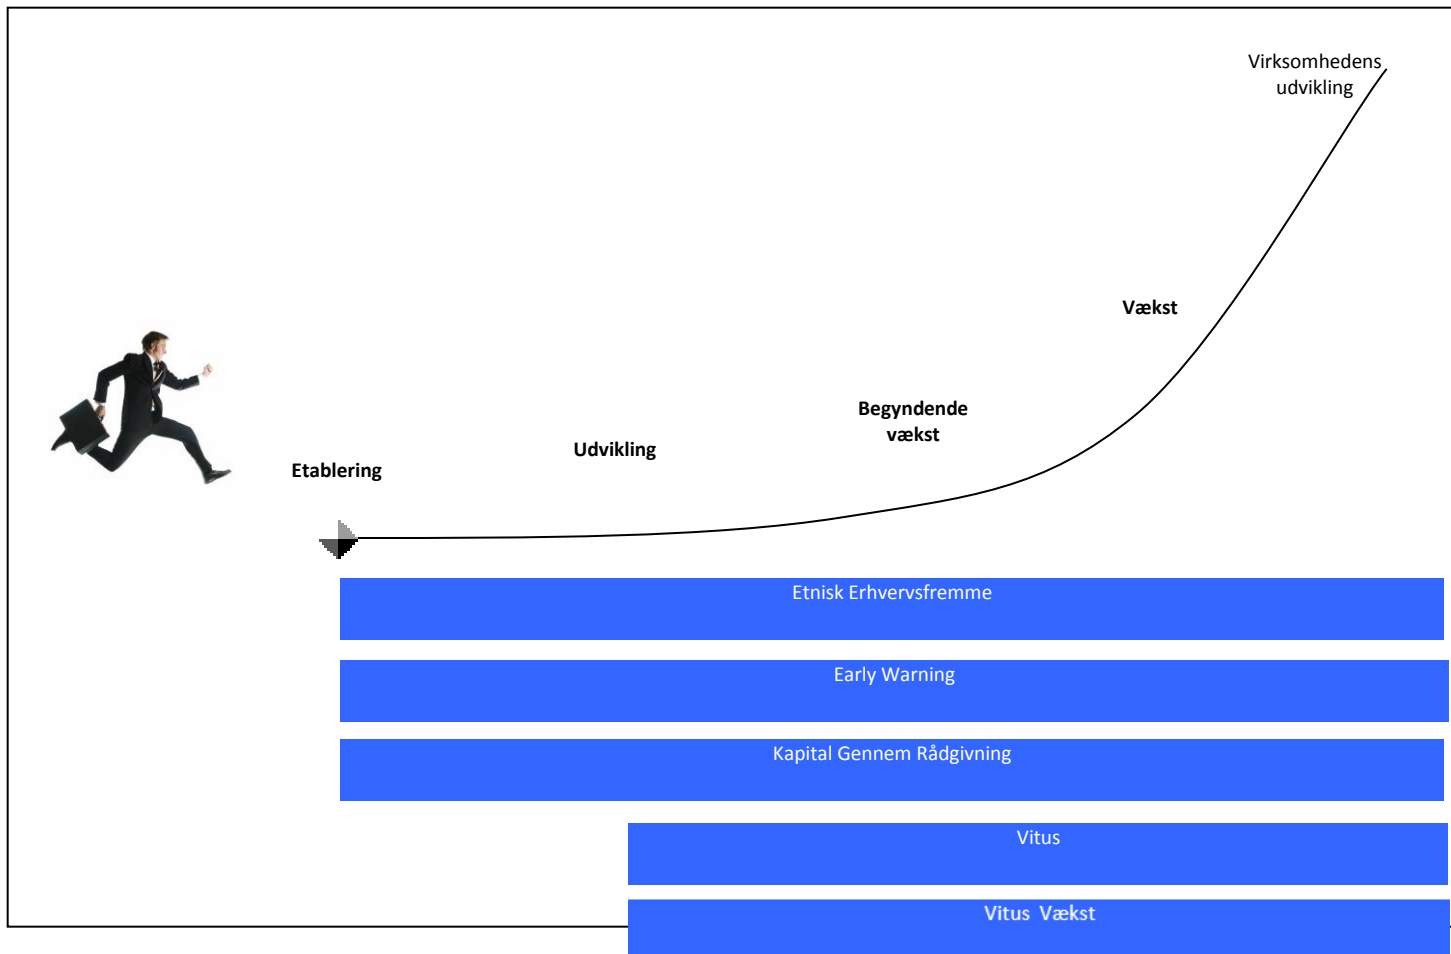 Virksomhedens
udvikling
Vækst
Begyndende
vækst
Udvikling
Etablering
Etnisk Erhvervsfremme
Early Warning
Kapital Gennem Rådgivning
Vitus
Vitus Vækst